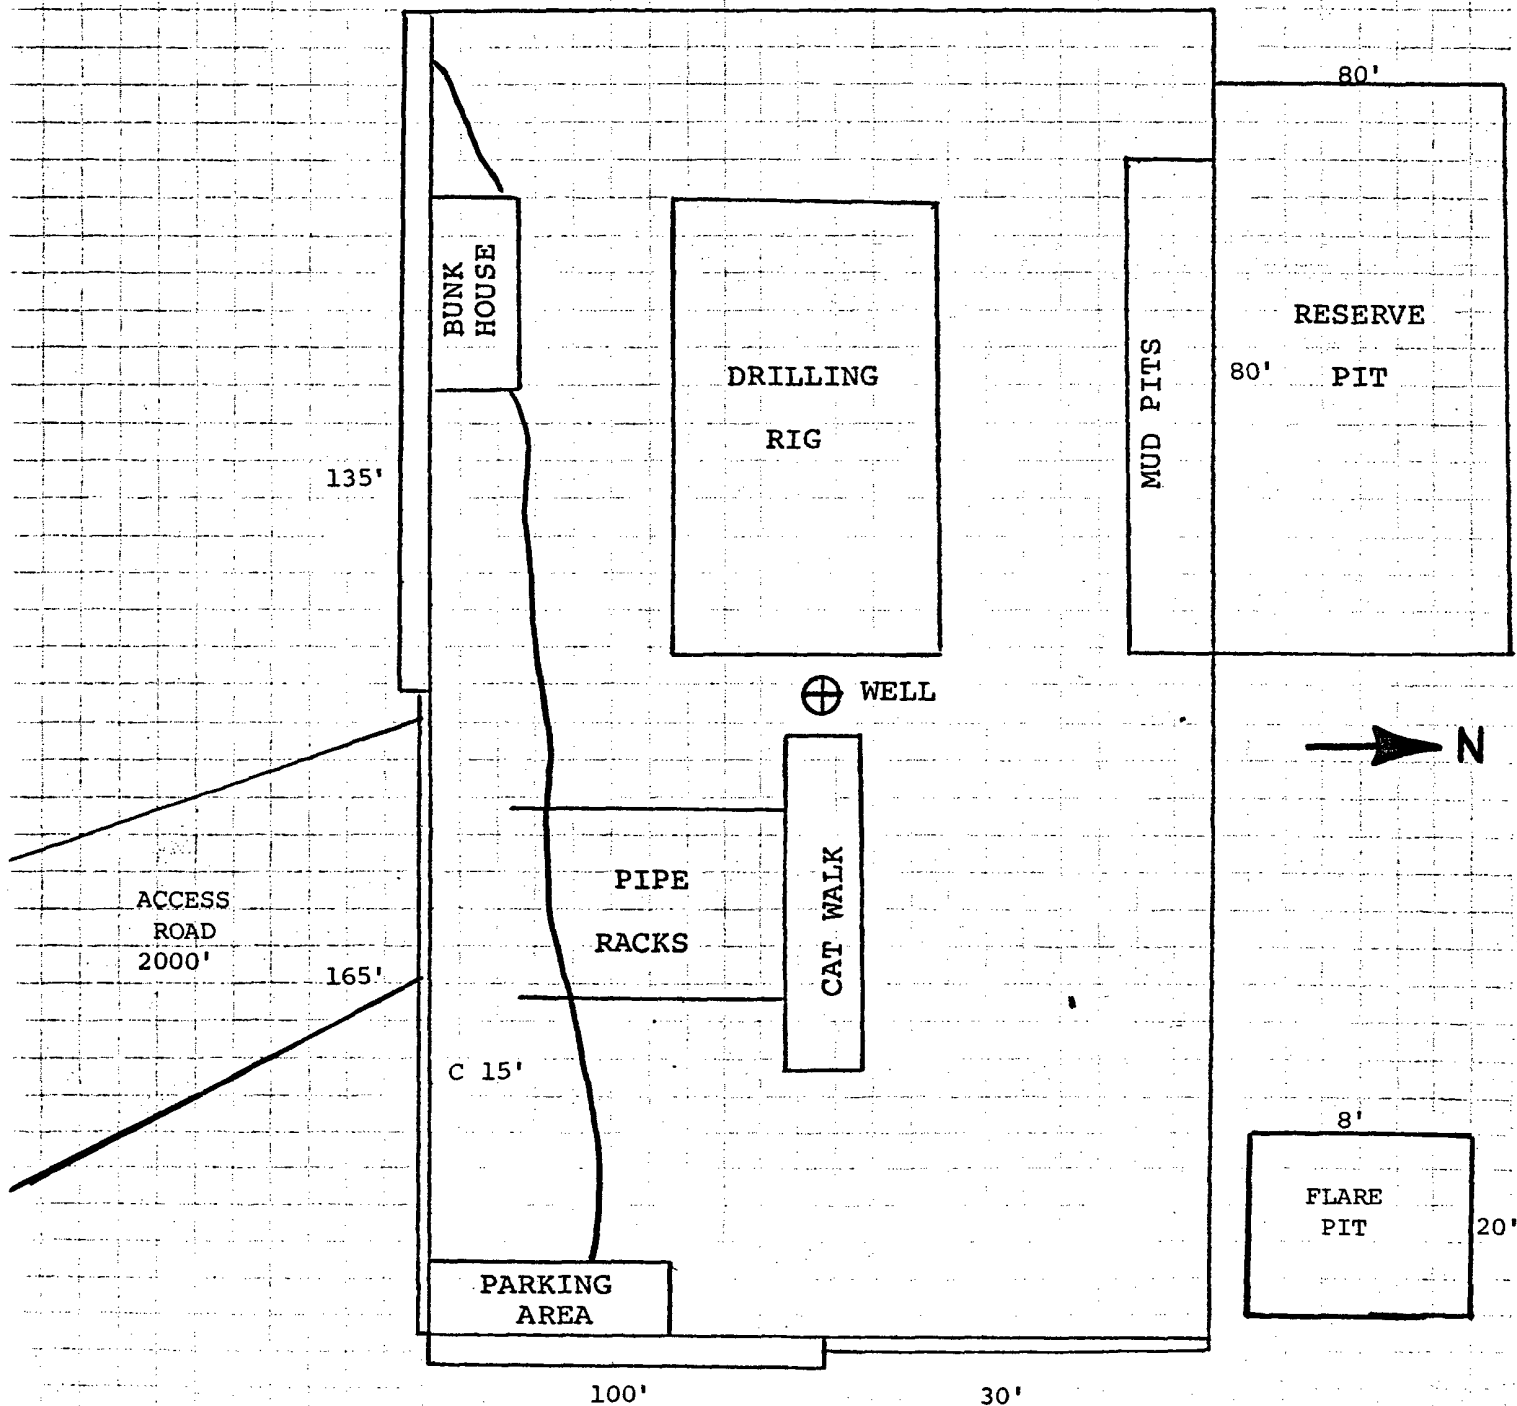 80'
BUNK
HOUSE
DRILLING
RIG
MUD PITS
80'
RESERVE
PIT
135'
WELL
N
ACCESS
ROAD
2000'
165'
PIPE
RACKS
CAT WALK
C 15'
8'
FLARE
PIT
20'
PARKING
AREA
100'
30'